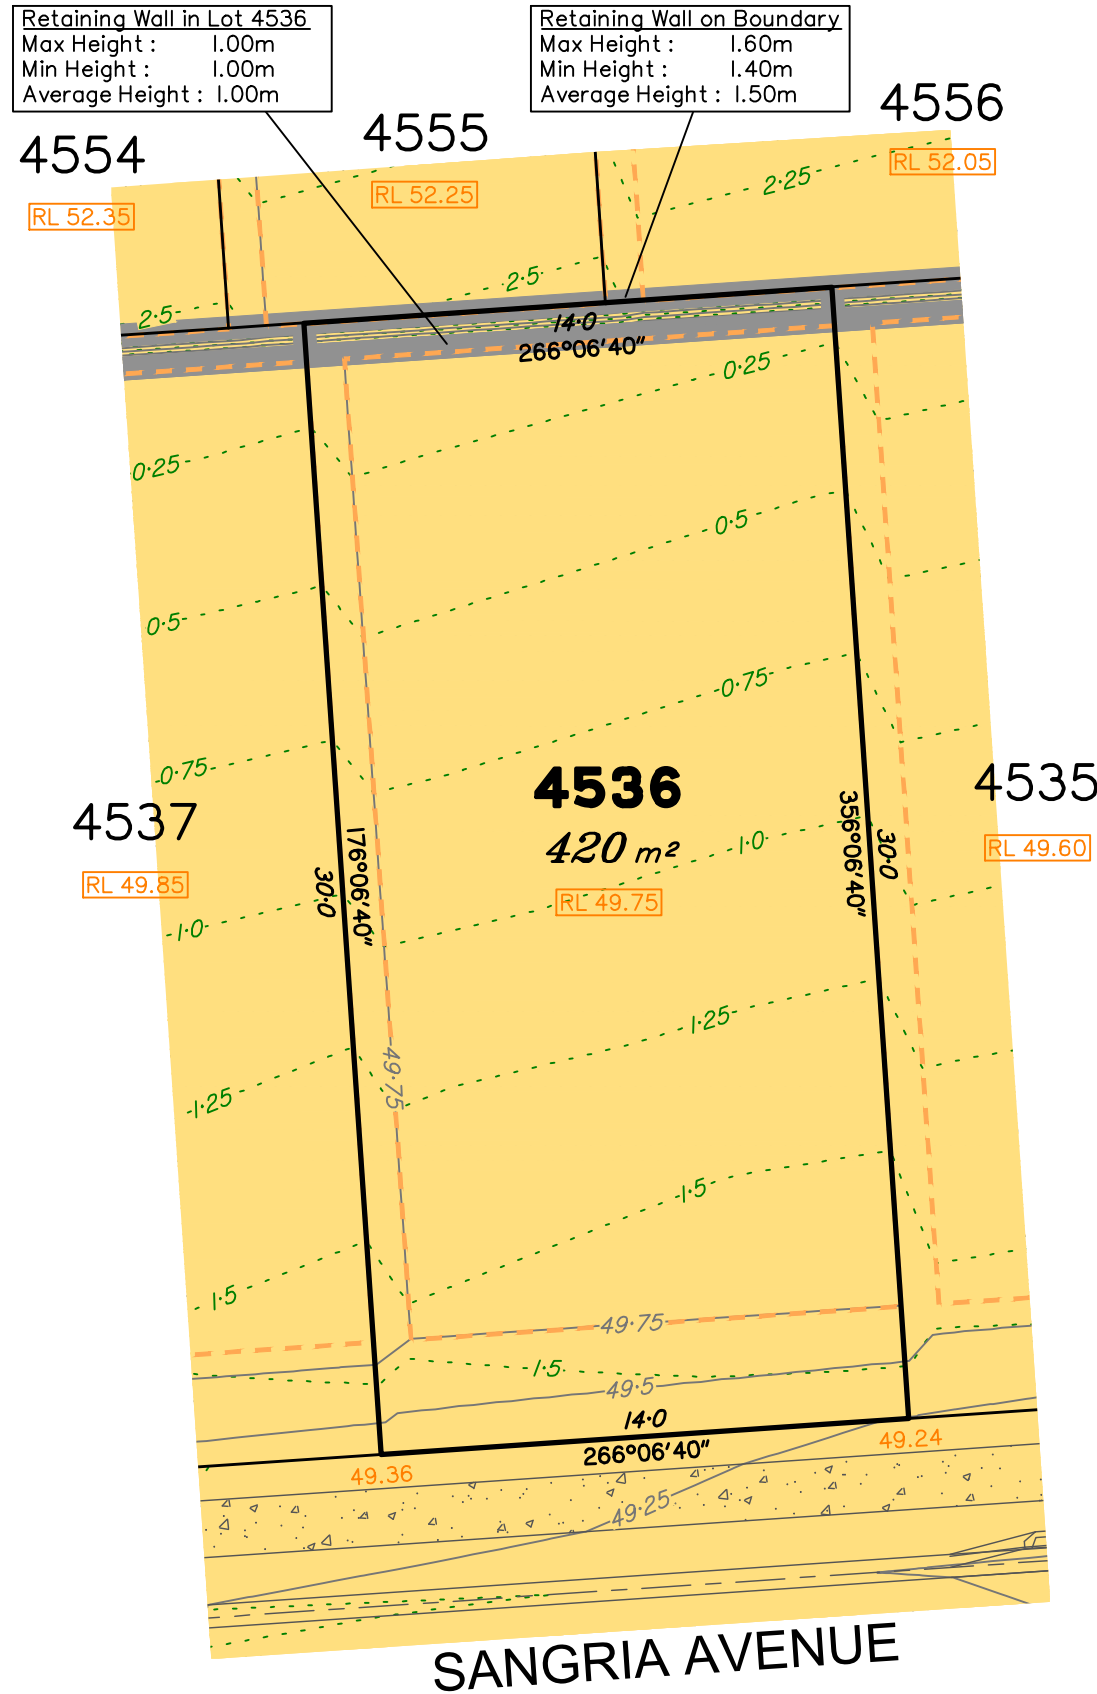 Retaining Wall in Lot 4536
Max Height : 1.00m
Min Height : 1.00m
Average Height : 1.00m
Retaining Wall on Boundary
Max Height : 1.60m
Min Height : 1.40m
Average Height : 1.50m
4554
RL 52.35
4555
RL 52.25
4556
RL 52.05
2·25
2·5
2·5
14·0
266°06'40"
0·25
0·25
0·5
0·5
0·75
0·75
4536
420 m²
RL 49.75
4537
RL 49.85
4535
RL 49.60
176°06'40"
30·0
356°06'40"
30·0
1·0
1·0
1·25
1·25
49·75
1·5
1·5
49·75
1·5
49·5
14·0
266°06'40"
49.36
49.24
49·25
SANGRIA AVENUE